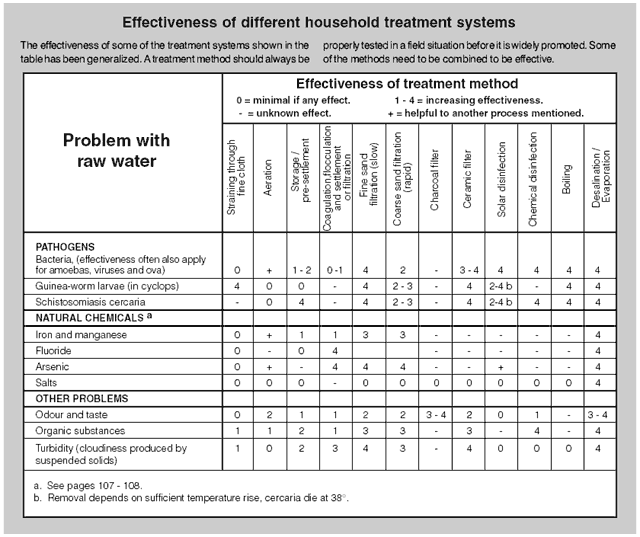 Effectiveness of different household treatment systems
The effectiveness of some of the treatment systems shown in the
table has been generalized. A treatment method should always be
properly tested in a field situation before it is widely promoted. Some
of the methods need to be combined to be effective.
Problem with
raw water
Effectiveness of treatment method
0 = minimal if any effect. 1 - 4 = increasing effectiveness.
- = unknown effect. + = helpful to another process mentioned.
Straining through
fine cloth
Aeration
Storage /
pre-settlement
Coagulation,flocculation
and settlement
or filtration
Fine sand
filtration (slow)
Coarse sand filtration
(rapid)
Charcoal filter
Ceramic filter
Solar disinfection
Chemical disinfection
Boiling
Desalination /
Evaporation
PATHOGENS
Bacteria, (effectiveness often also apply
for amoebas, viruses and ova) 0 + 1 - 2 0 -1 4 2 - 3 - 4 4 4 4 4
Guinea-worm larvae (in cyclops) 4 0 0 - 4 2 - 3 - 4 2-4 b - 4 4
Schistosomiasis cercaria - 0 4 - 4 2 - 3 - 4 2-4 b 4 4 4
NATURAL CHEMICALS a
Iron and manganese 0 + 1 1 3 3 - - - - - 4
Fluoride 0 - 0 4 - - - - - 4
Arsenic 0 + - 4 4 4 - - + - - 4
Salts 0 0 0 - 0 0 0 0 0 0 0 4
OTHER PROBLEMS
Odour and taste 0 2 1 1 2 2 3 - 4 2 0 1 - 3 - 4
Organic substances 1 1 2 1 3 3 - 3 - 4 - 4
Turbidity (cloudiness produced by
suspended solids) 1 0 2 3 4 3 - 4 0 0 0 4
a. See pages 107 - 108.
b. Removal depends on sufficient temperature rise, cercaria die at 38°.